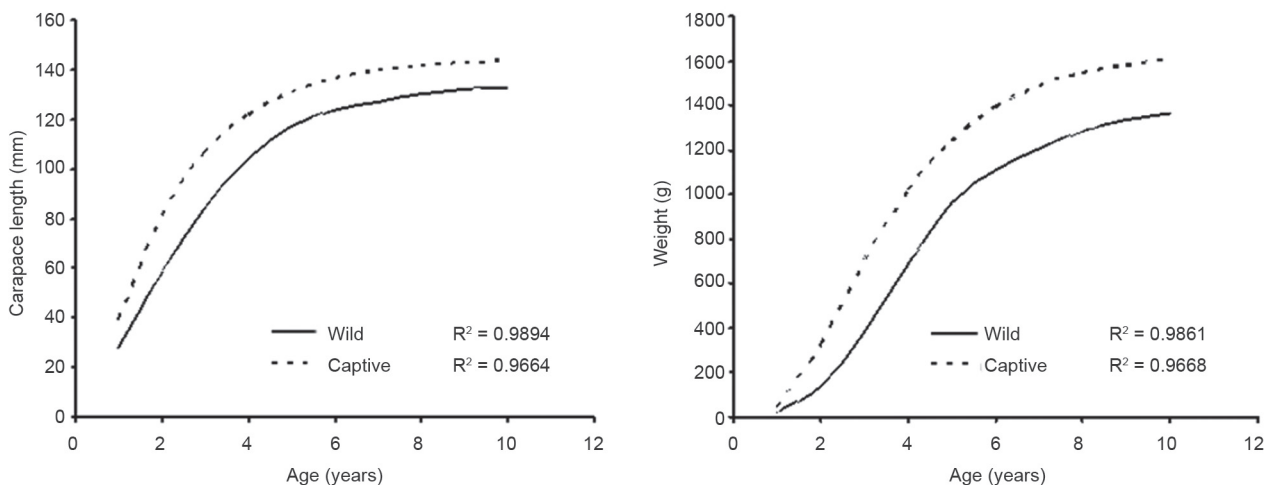 160
140
120
100
80
60
40
20
0
Carapace length (mm)
Wild R² = 0.9894
Captive R² = 0.9664
0 2 4 6 8 10 12
Age (years)
1800
1600
1400
1200
1000
800
600
400
200
0
Weight (g)
Wild R² = 0.9861
Captive R² = 0.9668
0 2 4 6 8 10 12
Age (years)